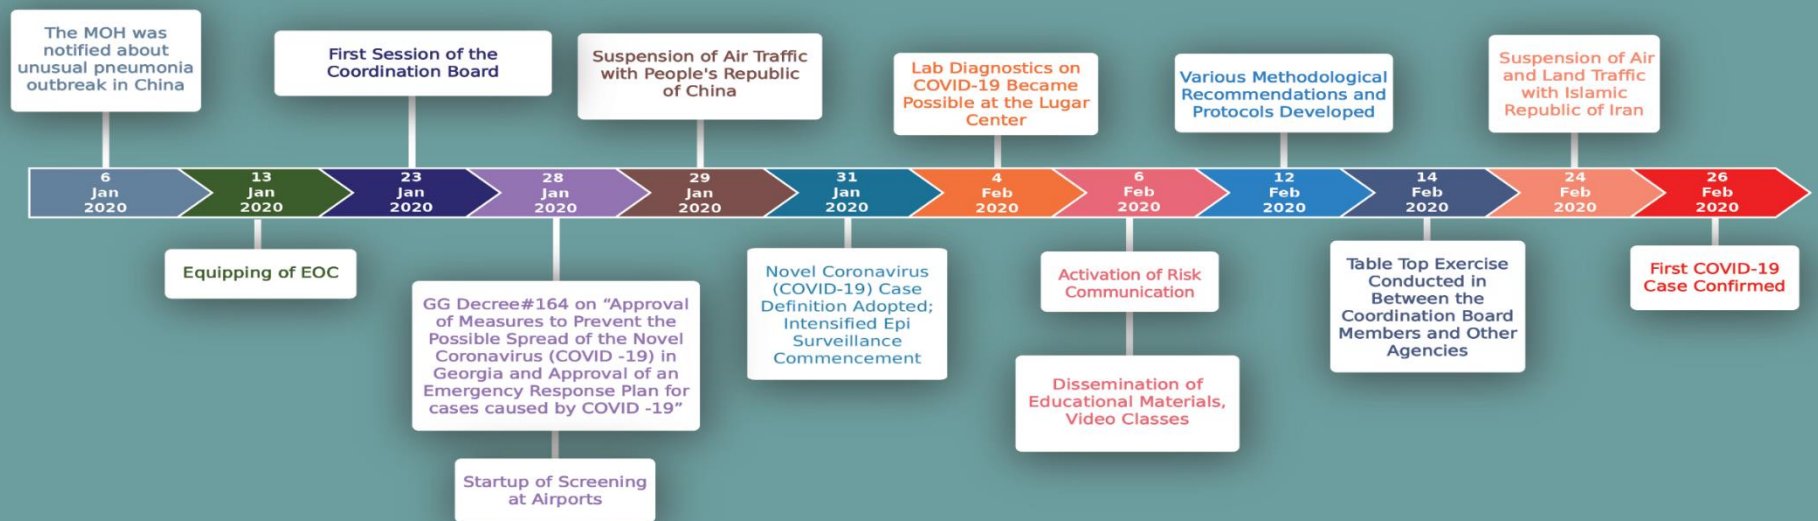 The MOH was
notified about
unusual pneumonia
outbreak in China
First Session of the
Coordination Board
Suspension of Air Traffic
with People's Republic
of China
Lab Diagnostics on
COVID-19 Became
Possible at the Lugar
Center
Various Methodological
Recommendations and
Protocols Developed
Suspension of Air
and Land Traffic
with Islamic
Republic of Iran
6
Jan
2020
13
Jan
2020
23
Jan
2020
28
Jan
2020
29
Jan
2020
31
Jan
2020
4
Feb
2020
6
Feb
2020
12
Feb
2020
14
Feb
2020
24
Feb
2020
26
Feb
2020
Equipping of EOC
GG Decree#164 on “Approval
of Measures to Prevent the
Possible Spread of the Novel
Coronavirus (COVID -19) in
Georgia and Approval of an
Emergency Response Plan for
cases caused by COVID -19”
Startup of Screening
at Airports
Novel Coronavirus
(COVID-19) Case
Definition Adopted;
Intensified Epi
Surveillance
Commencement
Activation of Risk
Communication
Dissemination of
Educational Materials,
Video Classes
Table Top Exercise
Conducted in
Between the
Coordination Board
Members and Other
Agencies
First COVID-19
Case Confirmed